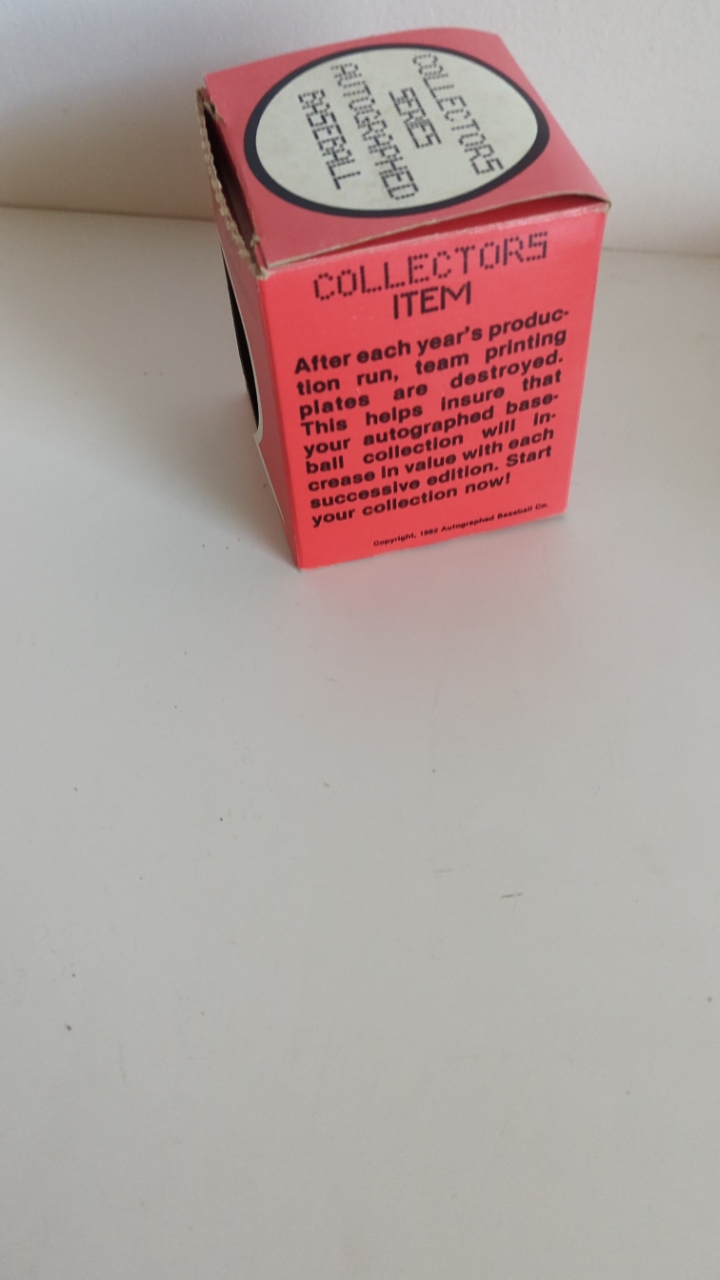 COLLECTORS
SERIES
AUTOGRAPHED
BASEBALL
COLLECTORS
ITEM
After each year's produc-
tion run, team printing
plates are destroyed.
This helps insure that
your autographed base-
ball collection will in-
crease in value with each
successive edition. Start
your collection now!
Copyright, 1982 Autographed Baseball Co.